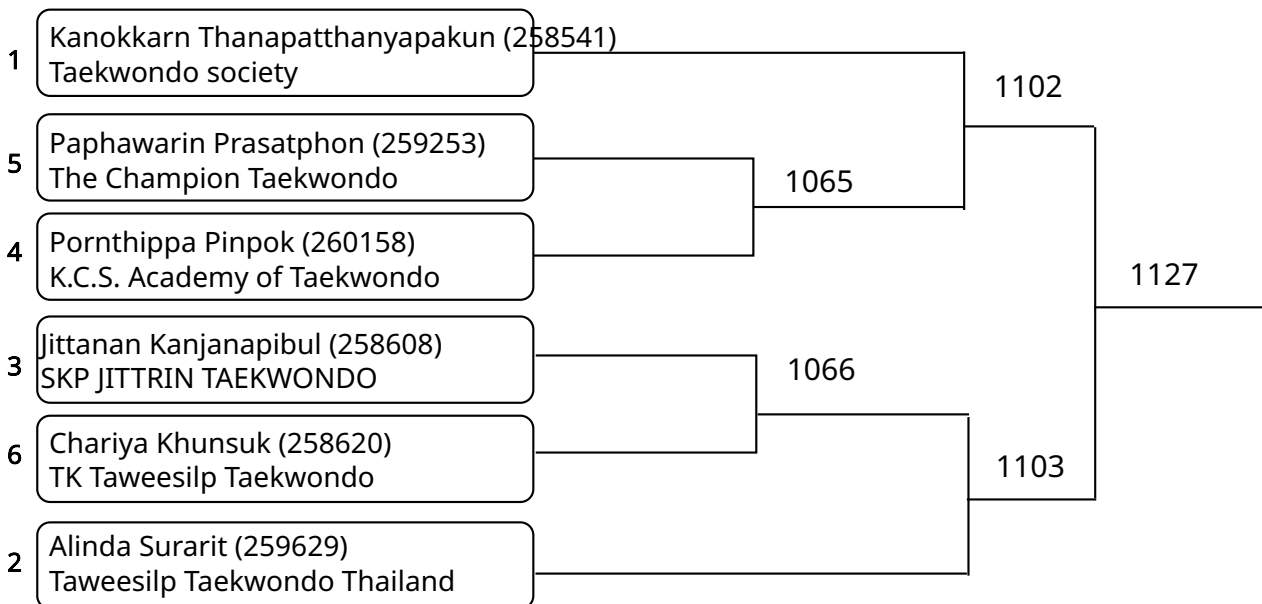 1
Kanokkarn Thanapatthanyapakun (258541)
Taekwondo society
1102
5
Paphawarin Prasatphon (259253)
The Champion Taekwondo
1065
4
Pornthippa Pinpok (260158)
K.C.S. Academy of Taekwondo
1127
3
Jittanan Kanjanapibul (258608)
SKP JITTRIN TAEKWONDO
1066
6
Chariya Khunsuk (258620)
TK Taweesilp Taekwondo
1103
2
Alinda Surarit (259629)
Taweesilp Taekwondo Thailand